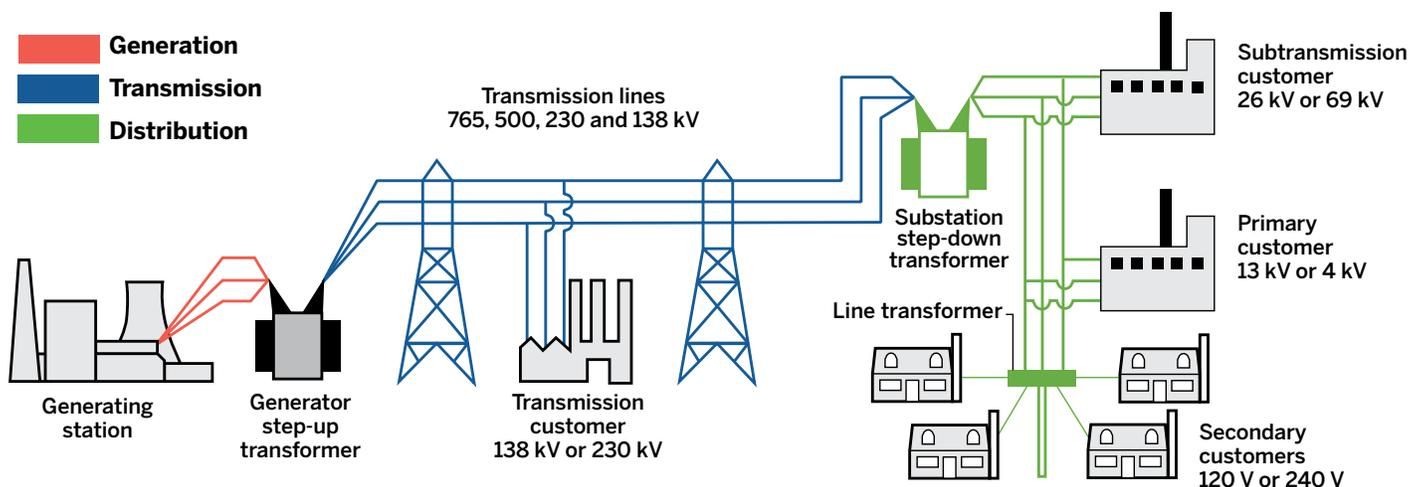 Generation
Transmission
Distribution
Transmission lines
765, 500, 230 and 138 kV
Subtransmission
customer
26 kV or 69 kV
Substation
step-down
transformer
Primary
customer
13 kV or 4 kV
Line transformer
Generating
station
Generator
step-up
transformer
Transmission
customer
138 kV or 230 kV
Secondary
customers
120 V or 240 V